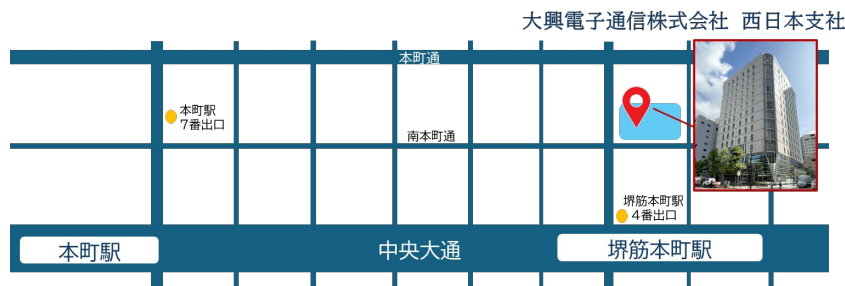 大興電子通信株式会社 西日本支社
本町通
本町駅
7番出口
南本町通
堺筋本町駅
4番出口
本町駅
中央大通
堺筋本町駅